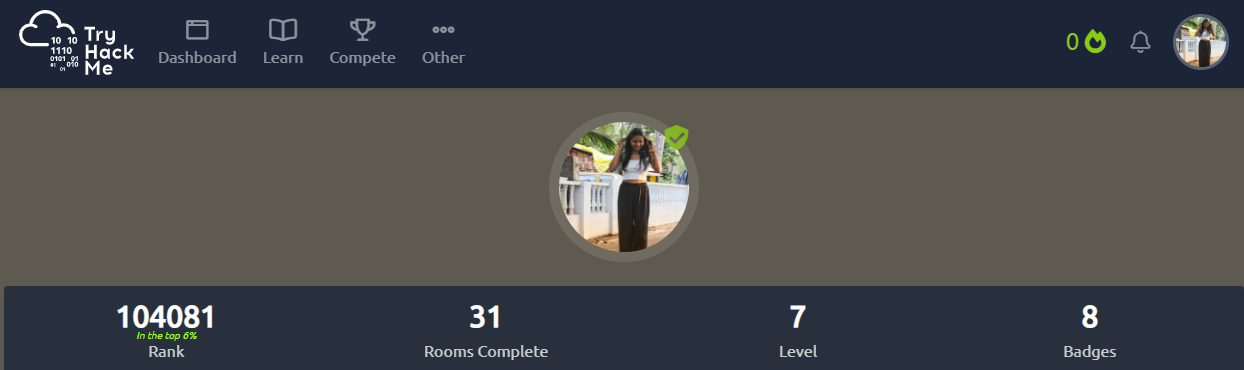 Try
Hack
Me
10 10
1110
0101 01
01 010
01
Dashboard
Learn
Compete
Other
0
104081
In the top 6%
Rank
31
Rooms Complete
7
Level
8
Badges